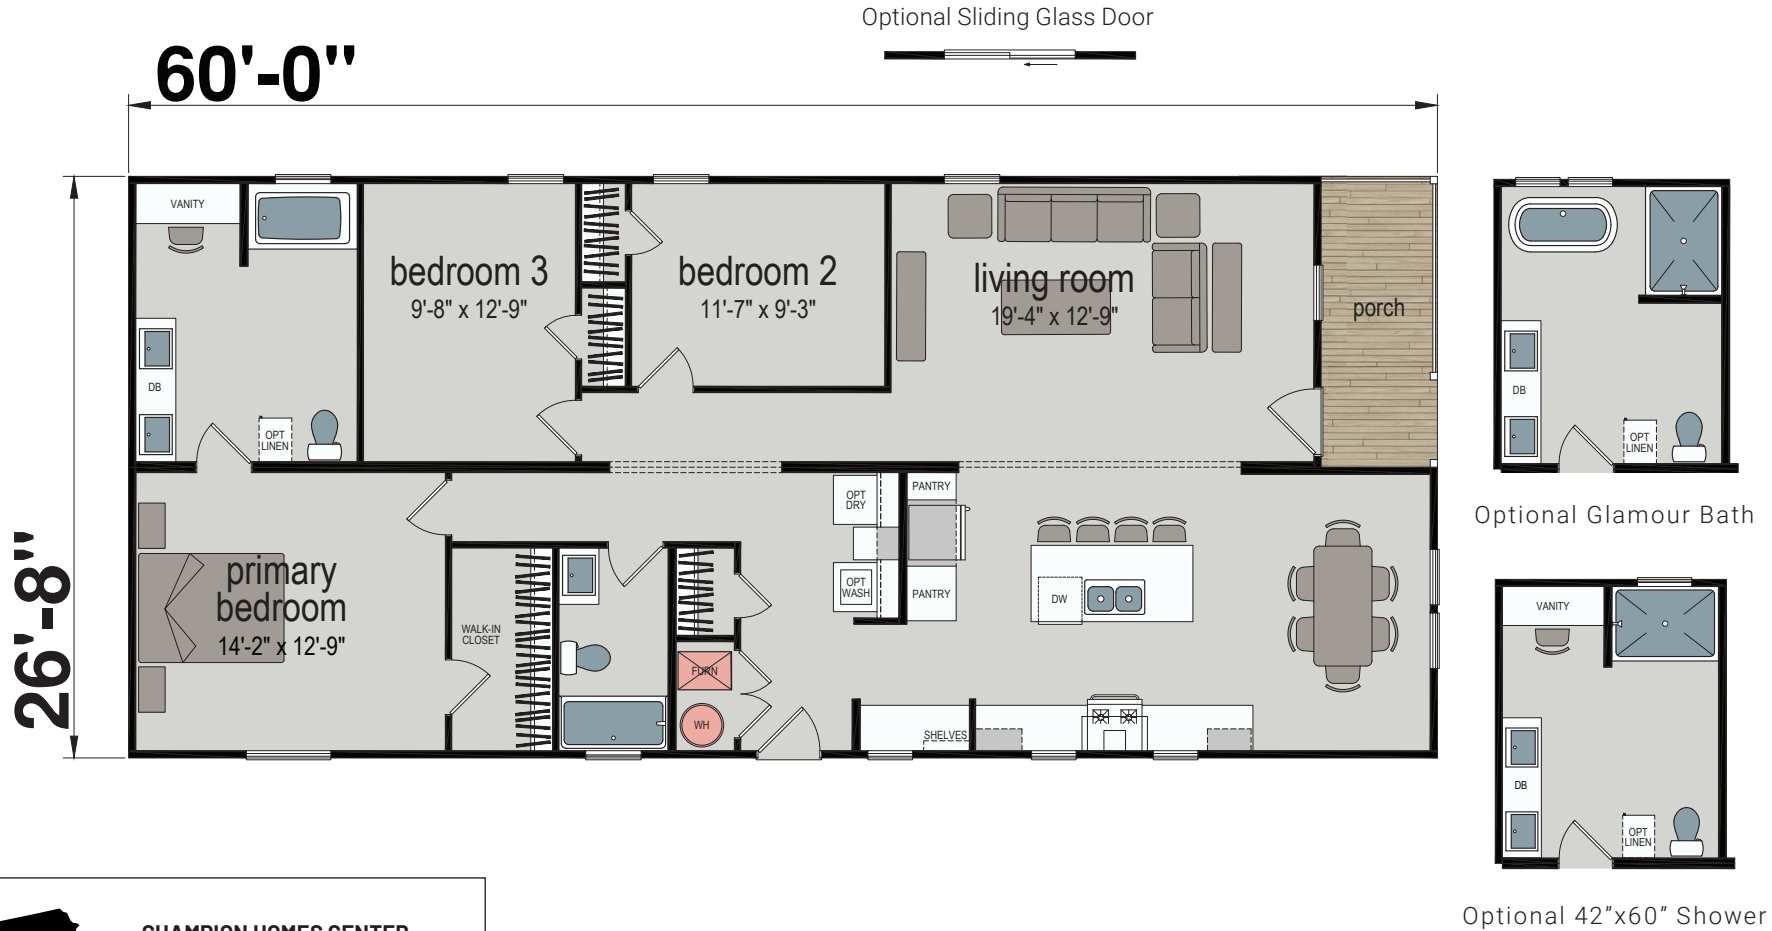 Optional Sliding Glass Door
60'-0"
26'-8"
VANITY
DB
OPT
LINEN
bedroom 3
9'-8" x 12'-9"
bedroom 2
11'-7" x 9'-3"
living room
19'-4" x 12'-9"
porch
primary
bedroom
14'-2" x 12'-9"
WALK-IN
CLOSET
FURN
WH
OPT
DRY
OPT
WASH
PANTRY
PANTRY
DW
SHELVES
DB
OPT
LINEN
Optional Glamour Bath
VANITY
DB
OPT
LINEN
Optional 42”x60” Shower
CHAMPION HOMES CENTER